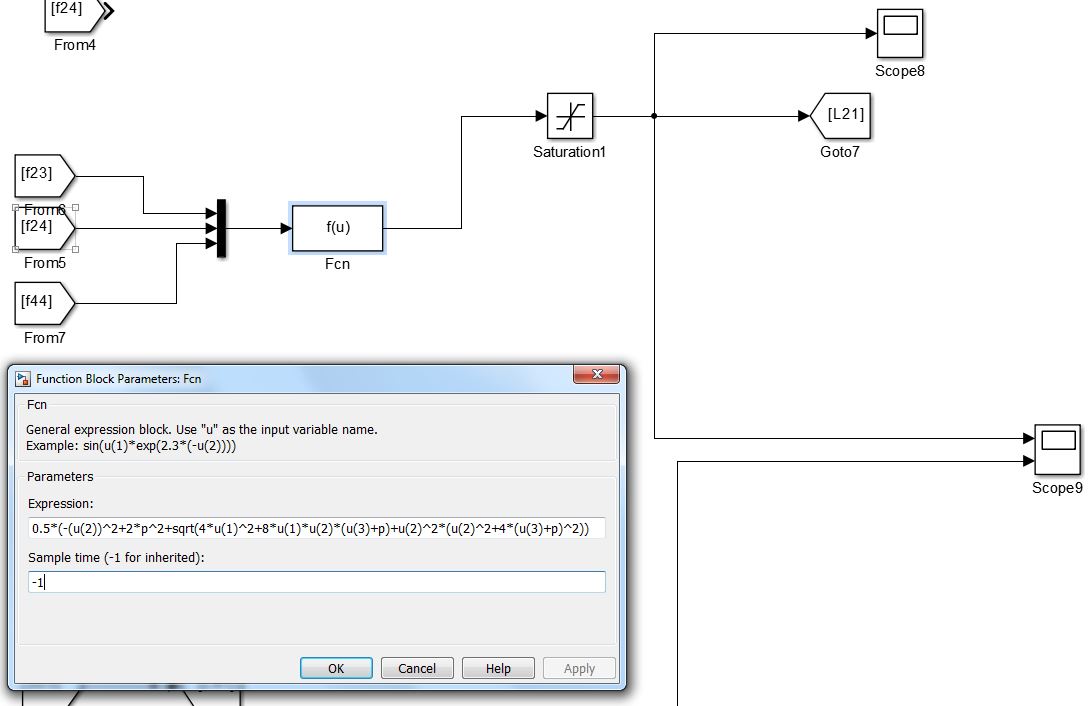 [f24]
From4
Scope8
[L21]
Goto7
Saturation1
[f23]
From6
[f24]
From5
f(u)
Fcn
[f44]
From7
Function Block Parameters: Fcn
Fcn
General expression block. Use "u" as the input variable name.
Example: sin(u(1)*exp(2.3*(-u(2))))
Parameters
Expression:
0.5*(-(u(2))^2+2*p^2+sqrt(4*u(1)^2+8*u(1)*u(2)*(u(3)+p)+u(2)^2*(u(2)^2+4*(u(3)+p)^2))
Sample time (-1 for inherited):
-1
OK Cancel Help Apply
Scope9